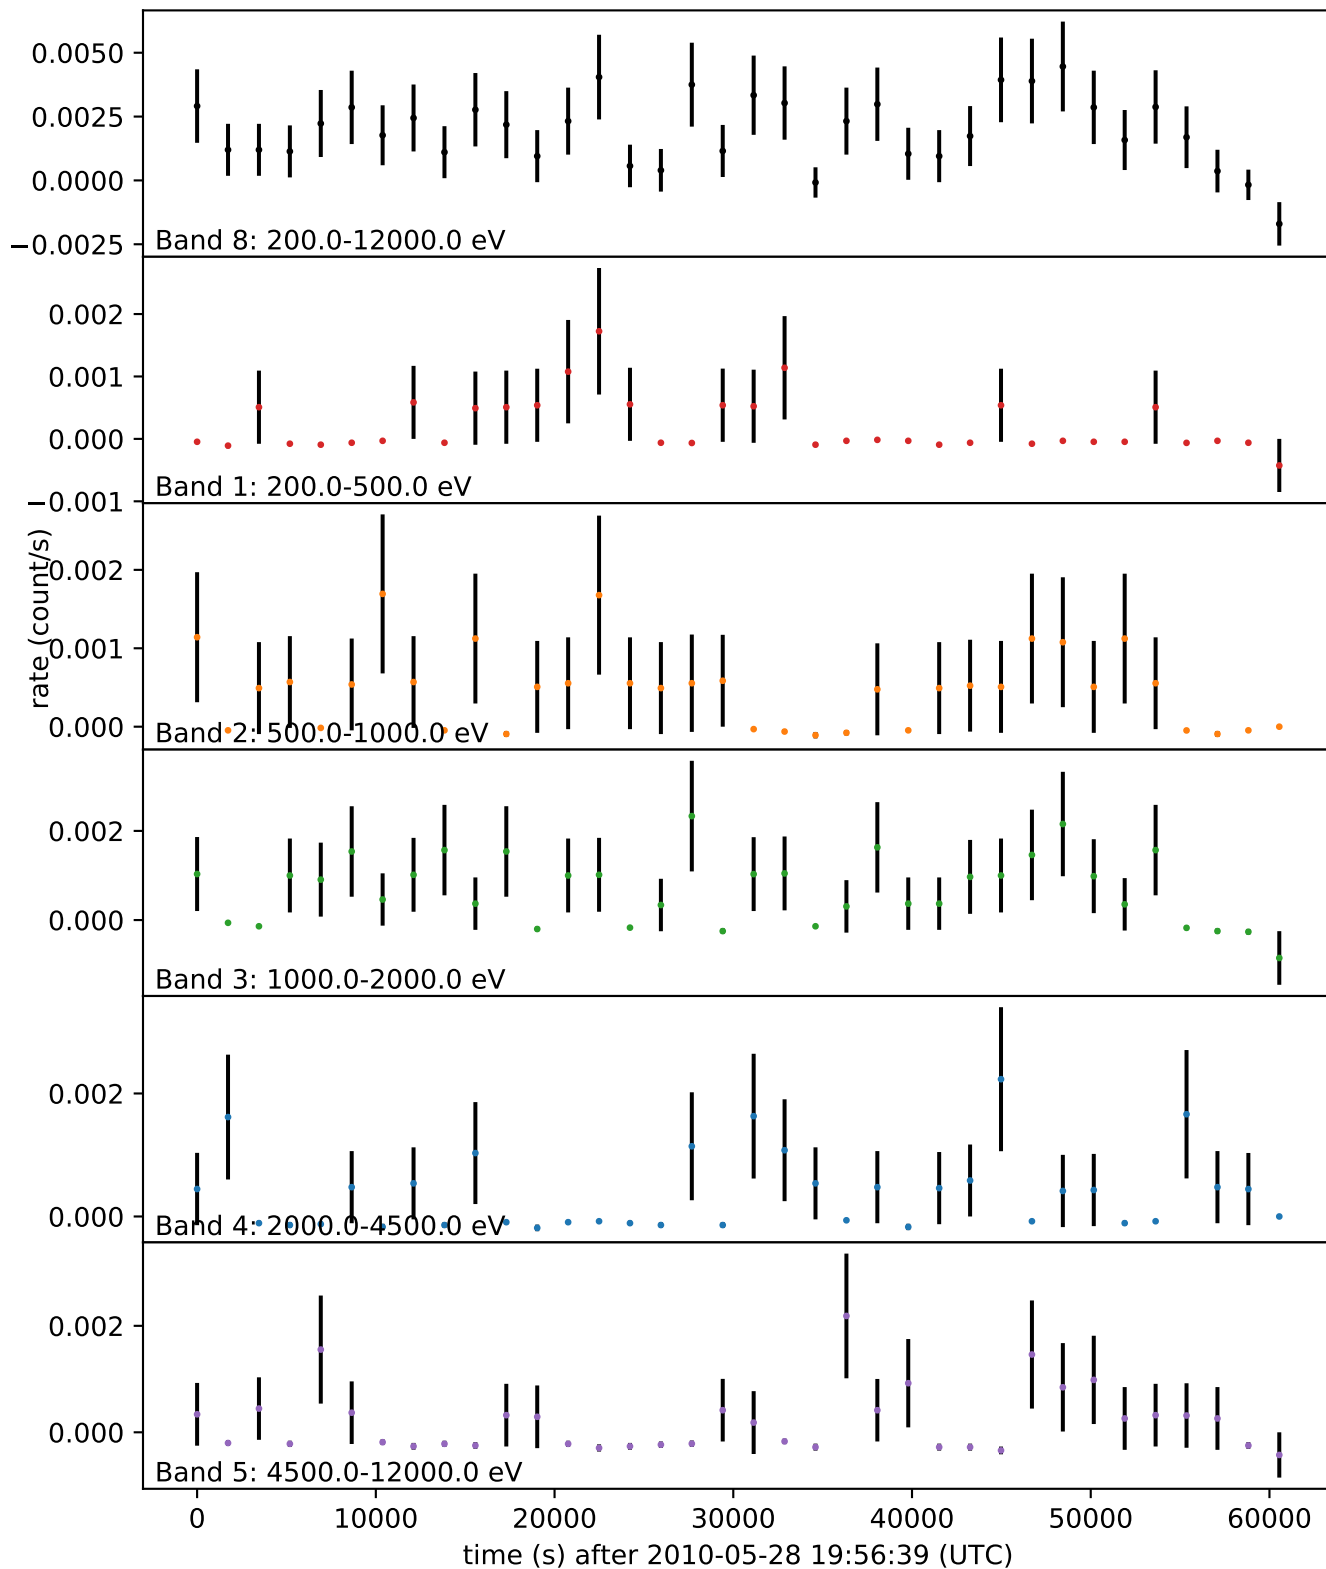 0.0050
0.0025
0.0000
−0.0025
Band 8: 200.0-12000.0 eV
0.002
0.001
0.000
−0.001
Band 1: 200.0-500.0 eV
rate (count/s)
0.002
0.001
0.000
Band 2: 500.0-1000.0 eV
0.002
0.000
Band 3: 1000.0-2000.0 eV
0.002
0.000
Band 4: 2000.0-4500.0 eV
0.002
0.000
Band 5: 4500.0-12000.0 eV
0 10000 20000 30000 40000 50000 60000
time (s) after 2010-05-28 19:56:39 (UTC)